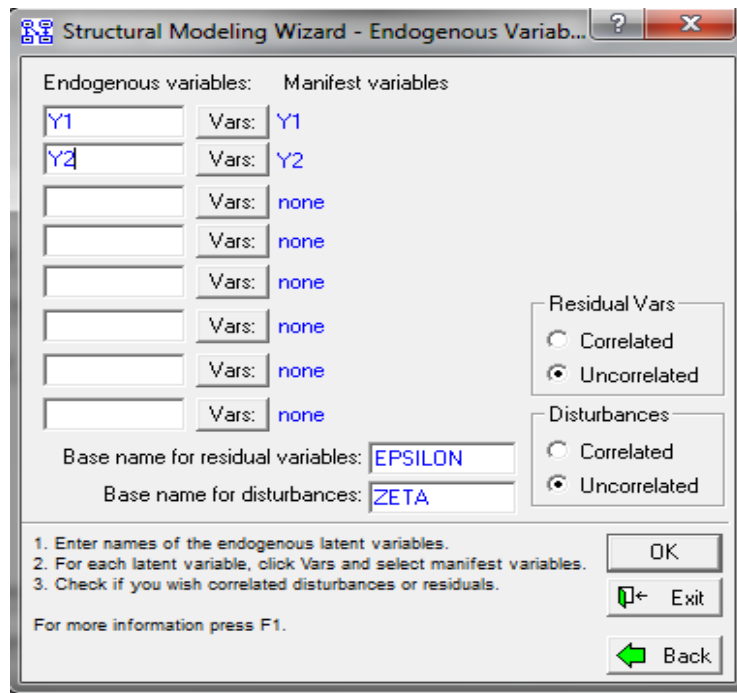 Structural Modeling Wizard - Endogenous Variab...
Endogenous variables: Manifest variables
Y1 Vars: Y1
Y2 Vars: Y2
Vars: none
Vars: none
Vars: none
Vars: none
Vars: none
Vars: none
Residual Vars
Correlated
Uncorrelated
Disturbances
Correlated
Uncorrelated
Base name for residual variables: EPSILON
Base name for disturbances: ZETA
1. Enter names of the endogenous latent variables.
2. For each latent variable, click Vars and select manifest variables.
3. Check if you wish correlated disturbances or residuals.
For more information press F1.
OK
Exit
Back